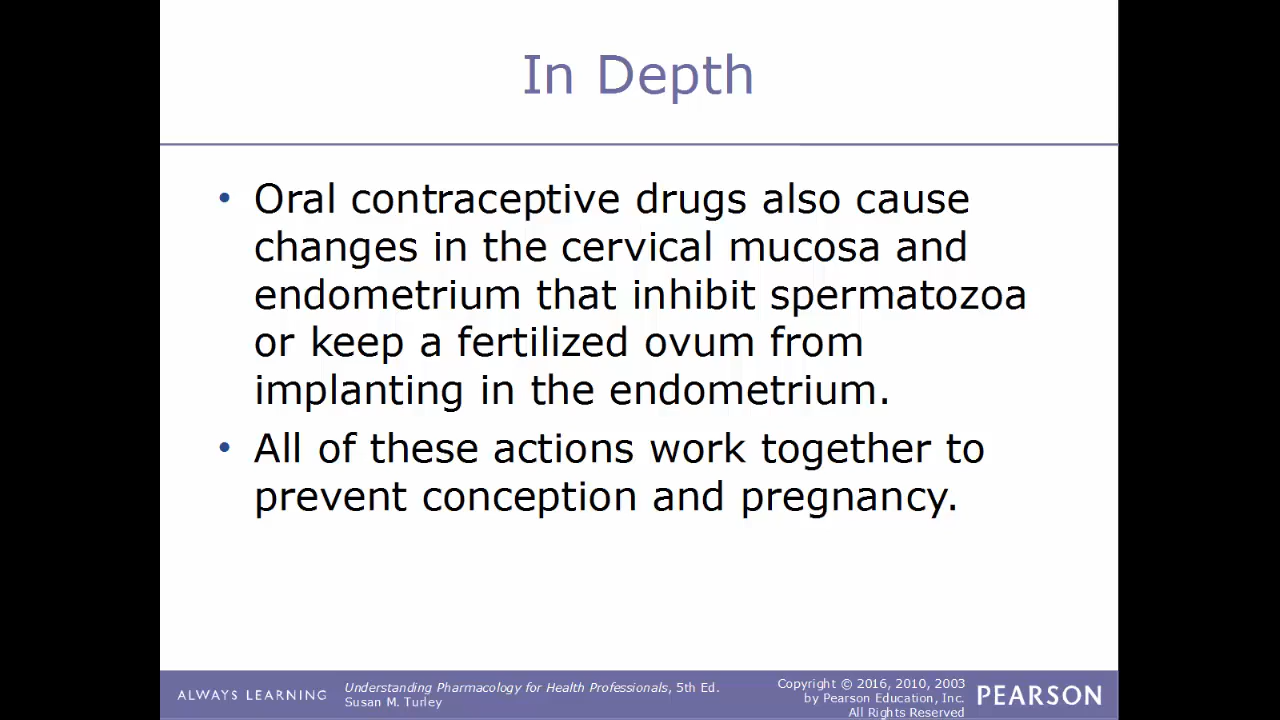 In Depth
• Oral contraceptive drugs also cause
changes in the cervical mucosa and
endometrium that inhibit spermatozoa
or keep a fertilized ovum from
implanting in the endometrium.
• All of these actions work together to
prevent conception and pregnancy.
ALWAYS LEARNING
Understanding Pharmacology for Health Professionals, 5th Ed.
Susan M. Turley
Copyright © 2016, 2010, 2003
by Pearson Education, Inc.
All Rights Reserved
PEARSON